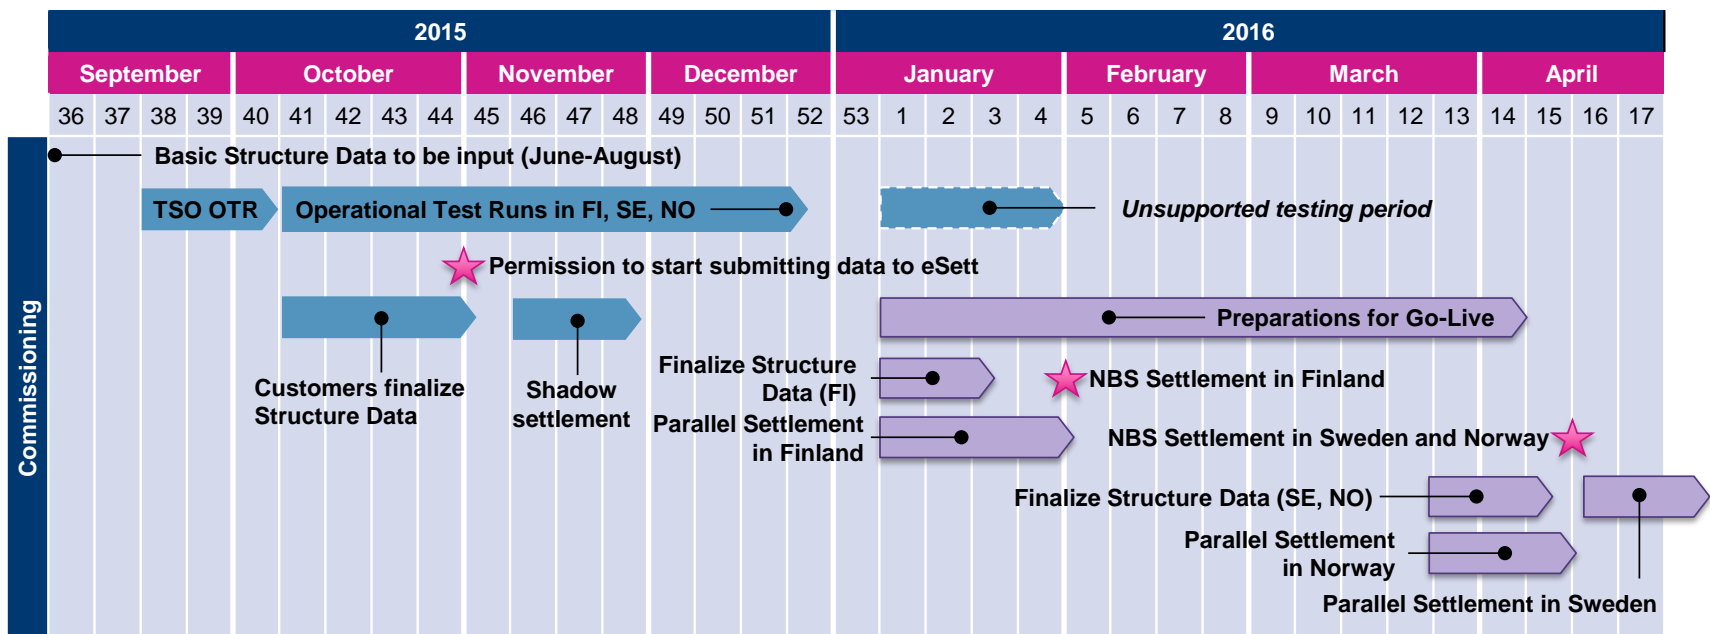 2015 2016
September October November December January February March April
36 37 38 39 40 41 42 43 44 45 46 47 48 49 50 51 52 53 1 2 3 4 5 6 7 8 9 10 11 12 13 14 15 16 17
Commissioning
Basic Structure Data to be input (June-August)
TSO OTR
Operational Test Runs in FI, SE, NO
Unsupported testing period
Permission to start submitting data to eSett
Preparations for Go-Live
Customers finalize
Structure Data
Shadow
settlement
Finalize Structure
Data (FI)
NBS Settlement in Finland
Parallel Settlement
in Finland
NBS Settlement in Sweden and Norway
Finalize Structure Data (SE, NO)
Parallel Settlement
in Norway
Parallel Settlement in Sweden